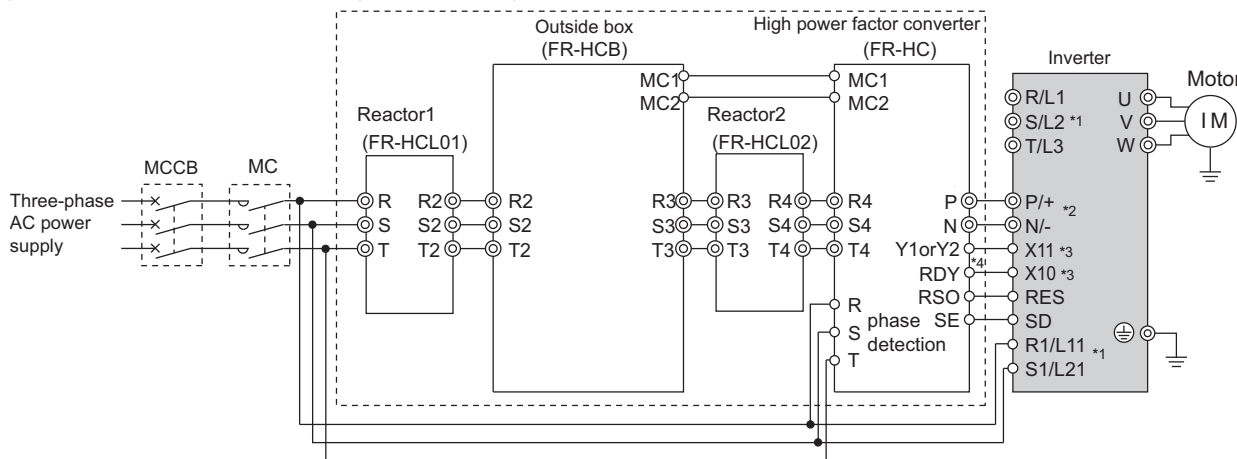 Outside box
(FR-HCB)
High power factor converter
(FR-HC)
Inverter
Motor
MC1
MC2
MC1
MC2
Reactor1
(FR-HCL01)
Reactor2
(FR-HCL02)
R/L1
S/L2 *1
T/L3
U
V
W
IM
MCCB
MC
Three-phase
AC power
supply
R
S
T
R2
S2
T2
R2
S2
T2
R3
S3
T3
R3
S3
T3
R4
S4
T4
R4
S4
T4
P
N
Y1orY2
RDY
*4
RSO
SE
R
S
T
phase
detection
P/+
*2
N/-
X11 *3
X10 *3
RES
SD
R1/L11
*1
S1/L21